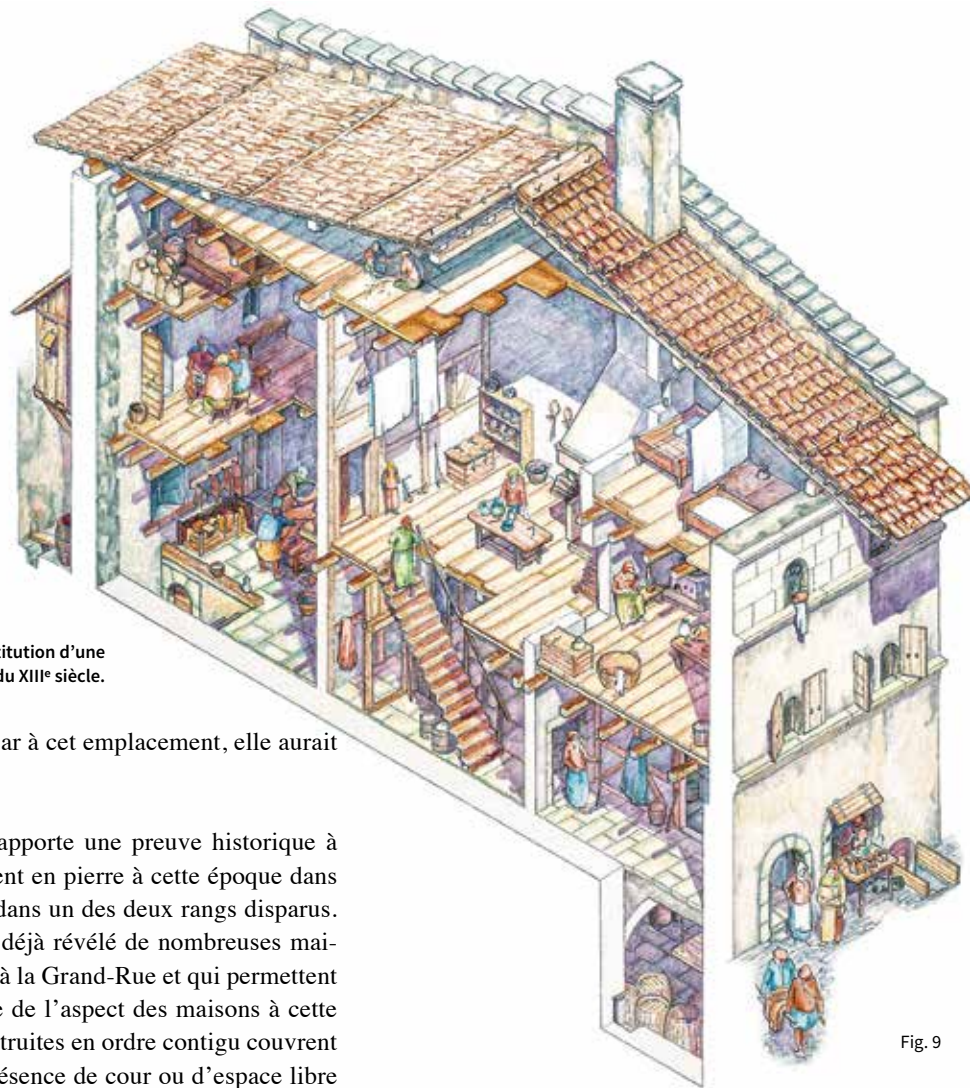 titution d’une
du XIIIe siècle.
ar à cet emplacement, elle aurait
apporte une preuve historique à
ent en pierre à cette époque dans
dans un des deux rangs disparus.
déjà révélé de nombreuses mai-
à la Grand-Rue et qui permettent
e de l’aspect des maisons à cette
truites en ordre contigu couvrent
ésence de cour ou d’espace libre
Fig. 9